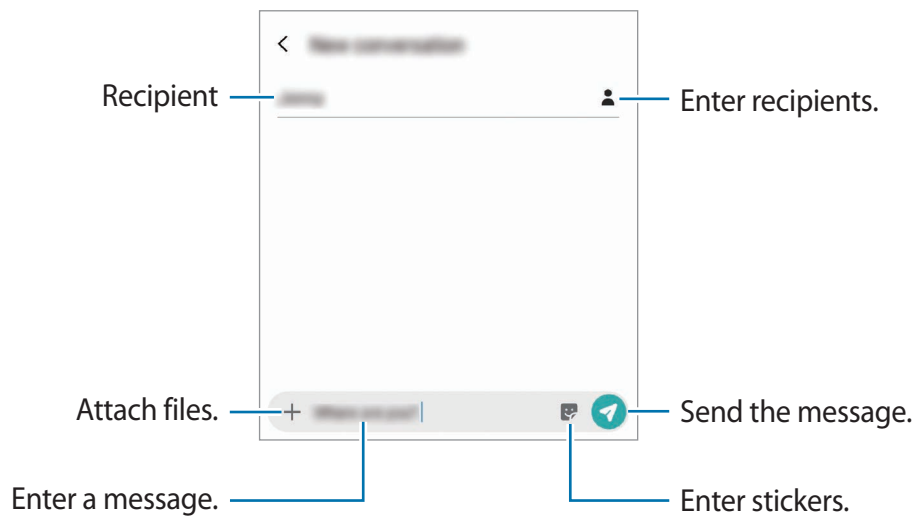 Recipient
Enter recipients.
Attach files.
Send the message.
Enter a message.
Enter stickers.